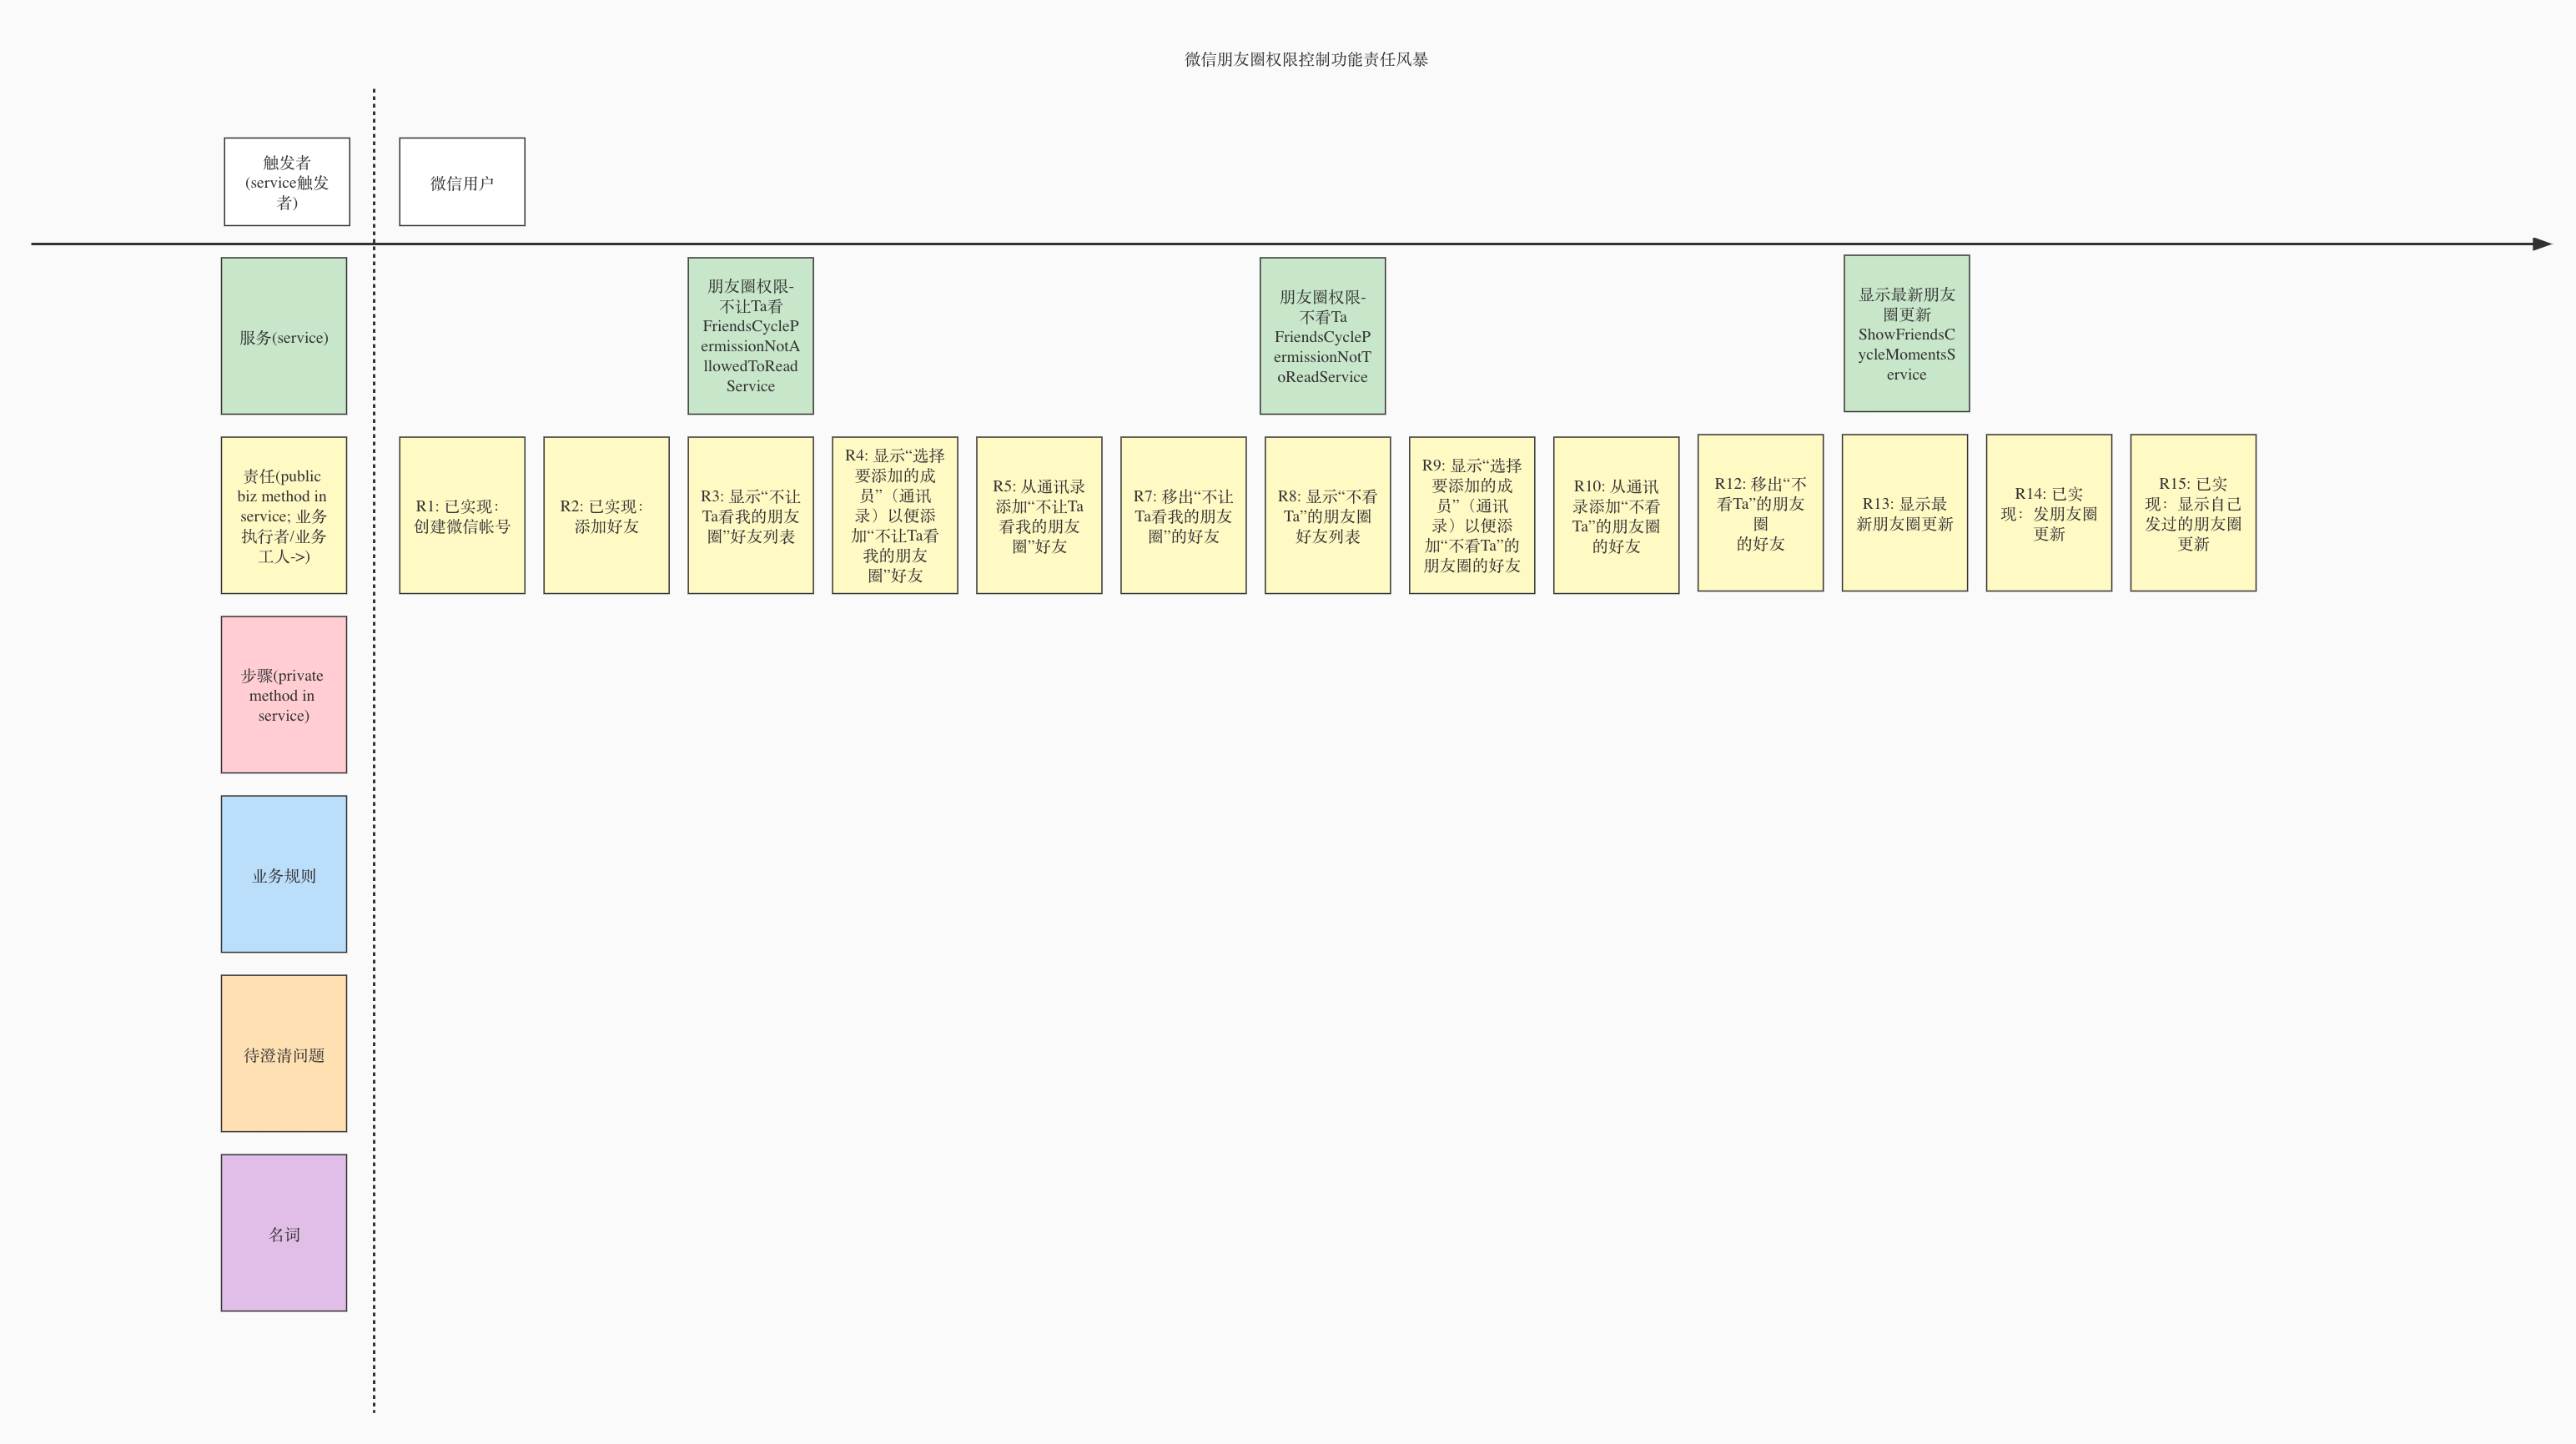 微信朋友圈权限控制功能责任风暴
触发者
(service触发
者)
微信用户
服务(service)
朋友圈权限-
不让Ta看
FriendsCycleP
ermissionNotA
llowedToRead
Service
朋友圈权限-
不看Ta
FriendsCycleP
ermissionNotT
oReadService
显示最新朋友
圈更新
ShowFriendsC
ycleMomentsS
ervice
责任(public
biz method in
service; 业务
执行者/业务
工人->)
R1: 已实现：
创建微信帐号
R2: 已实现：
添加好友
R3: 显示“不让
Ta看我的朋友
圈”好友列表
R4: 显示“选择
要添加的成
员”（通讯
录）以便添
加“不让Ta看
我的朋友
圈”好友
R5: 从通讯录
添加“不让Ta
看我的朋友
圈”好友
R7: 移出“不让
Ta看我的朋友
圈”的好友
R8: 显示“不看
Ta”的朋友圈
好友列表
R9: 显示“选择
要添加的成
员”（通讯
录）以便添
加“不看Ta”的
朋友圈的好友
R10: 从通讯
录添加“不看
Ta”的朋友圈
的好友
R12: 移出“不
看Ta”的朋友
圈
的好友
R13: 显示最
新朋友圈更新
R14: 已实
现：发朋友圈
更新
R15: 已实
现：显示自己
发过的朋友圈
更新
步骤(private
method in
service)
业务规则
待澄清问题
名词